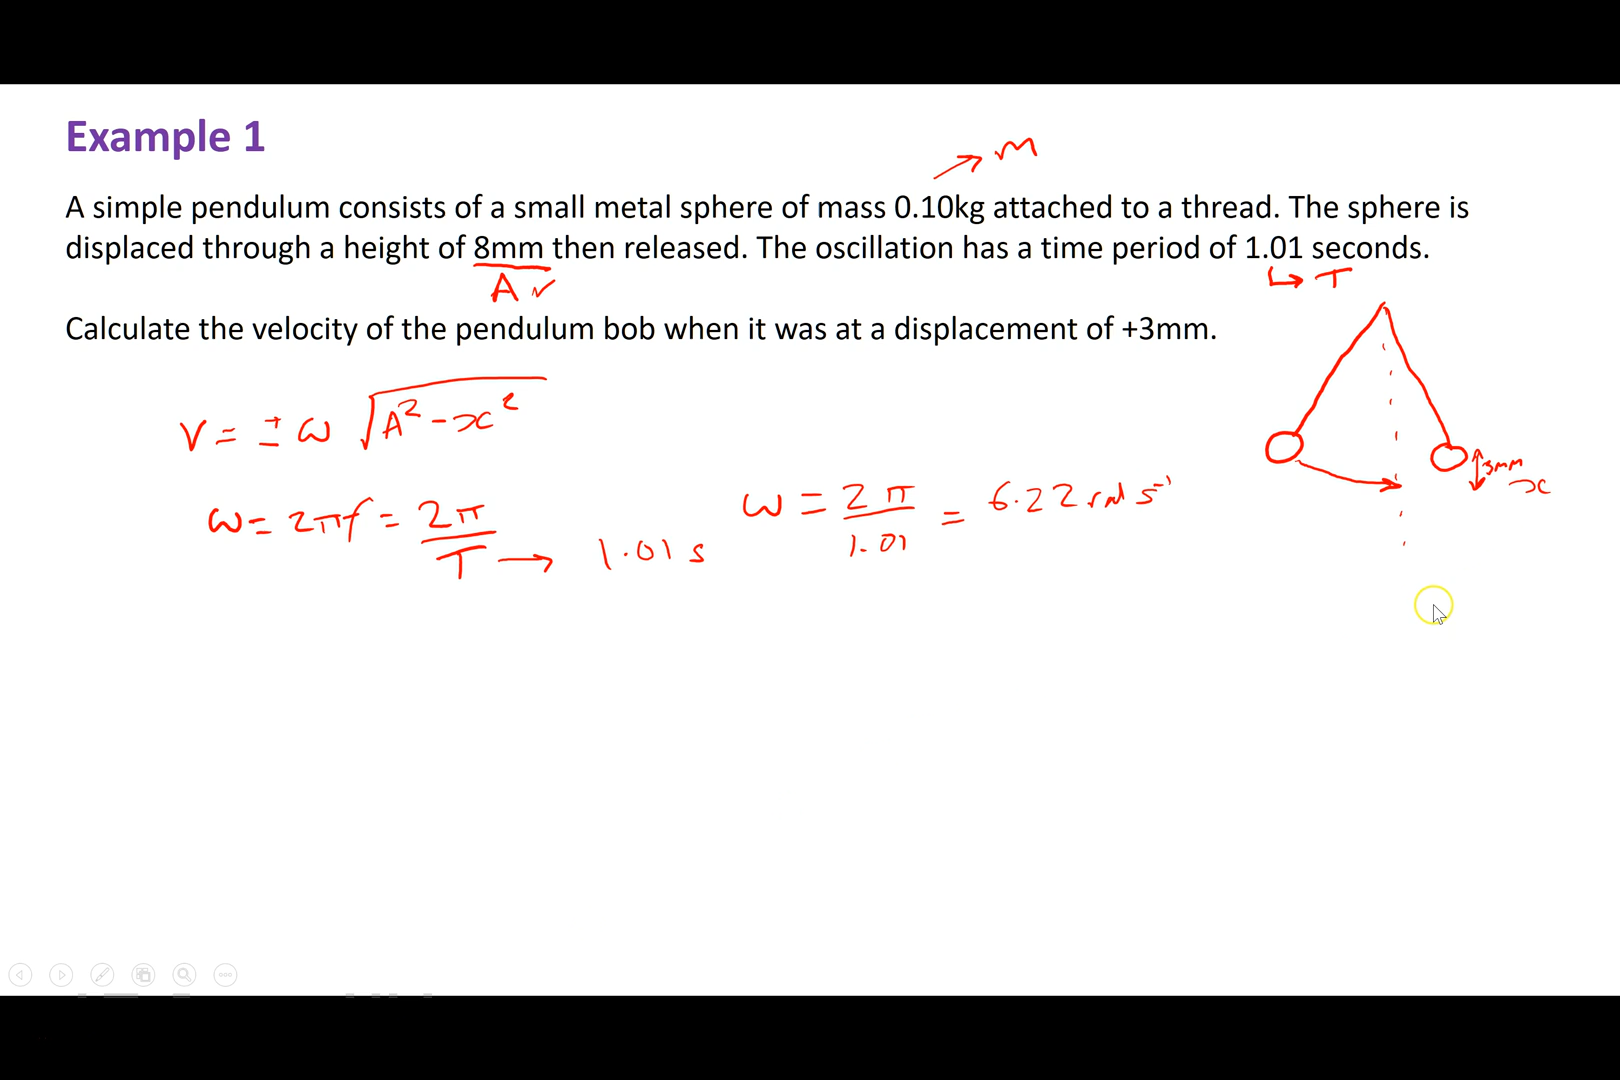 Example 1
→ m
A simple pendulum consists of a small metal sphere of mass 0.10kg attached to a thread. The sphere is
displaced through a height of 8mm then released. The oscillation has a time period of 1.01 seconds.
A ✓
↳ T
Calculate the velocity of the pendulum bob when it was at a displacement of +3mm.
V = ± ω √(A² - x²)
3mm
x
ω = 2πf = 2π/T → 1.01 s
ω = 2π/1.01 = 6.22 rad s⁻¹